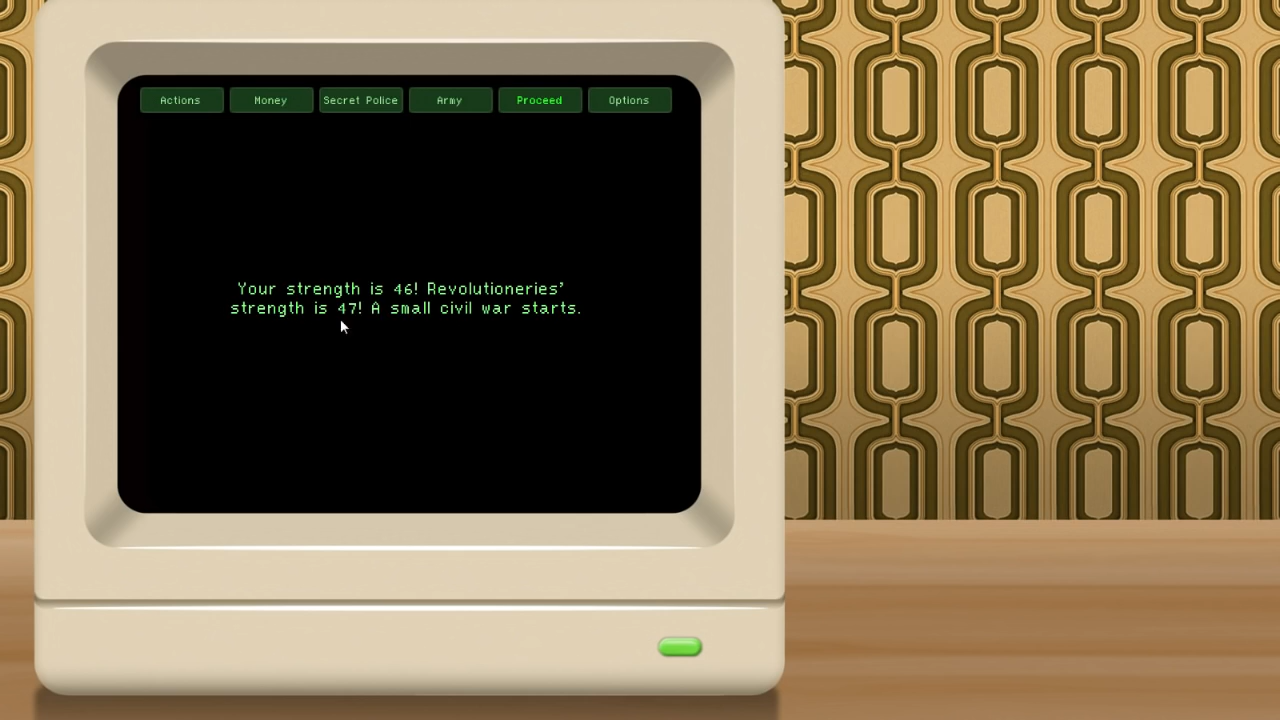 Actions Money Secret Police Army Proceed Options
Your strength is 46! Revolutioneries'
strength is 47! A small civil war starts.